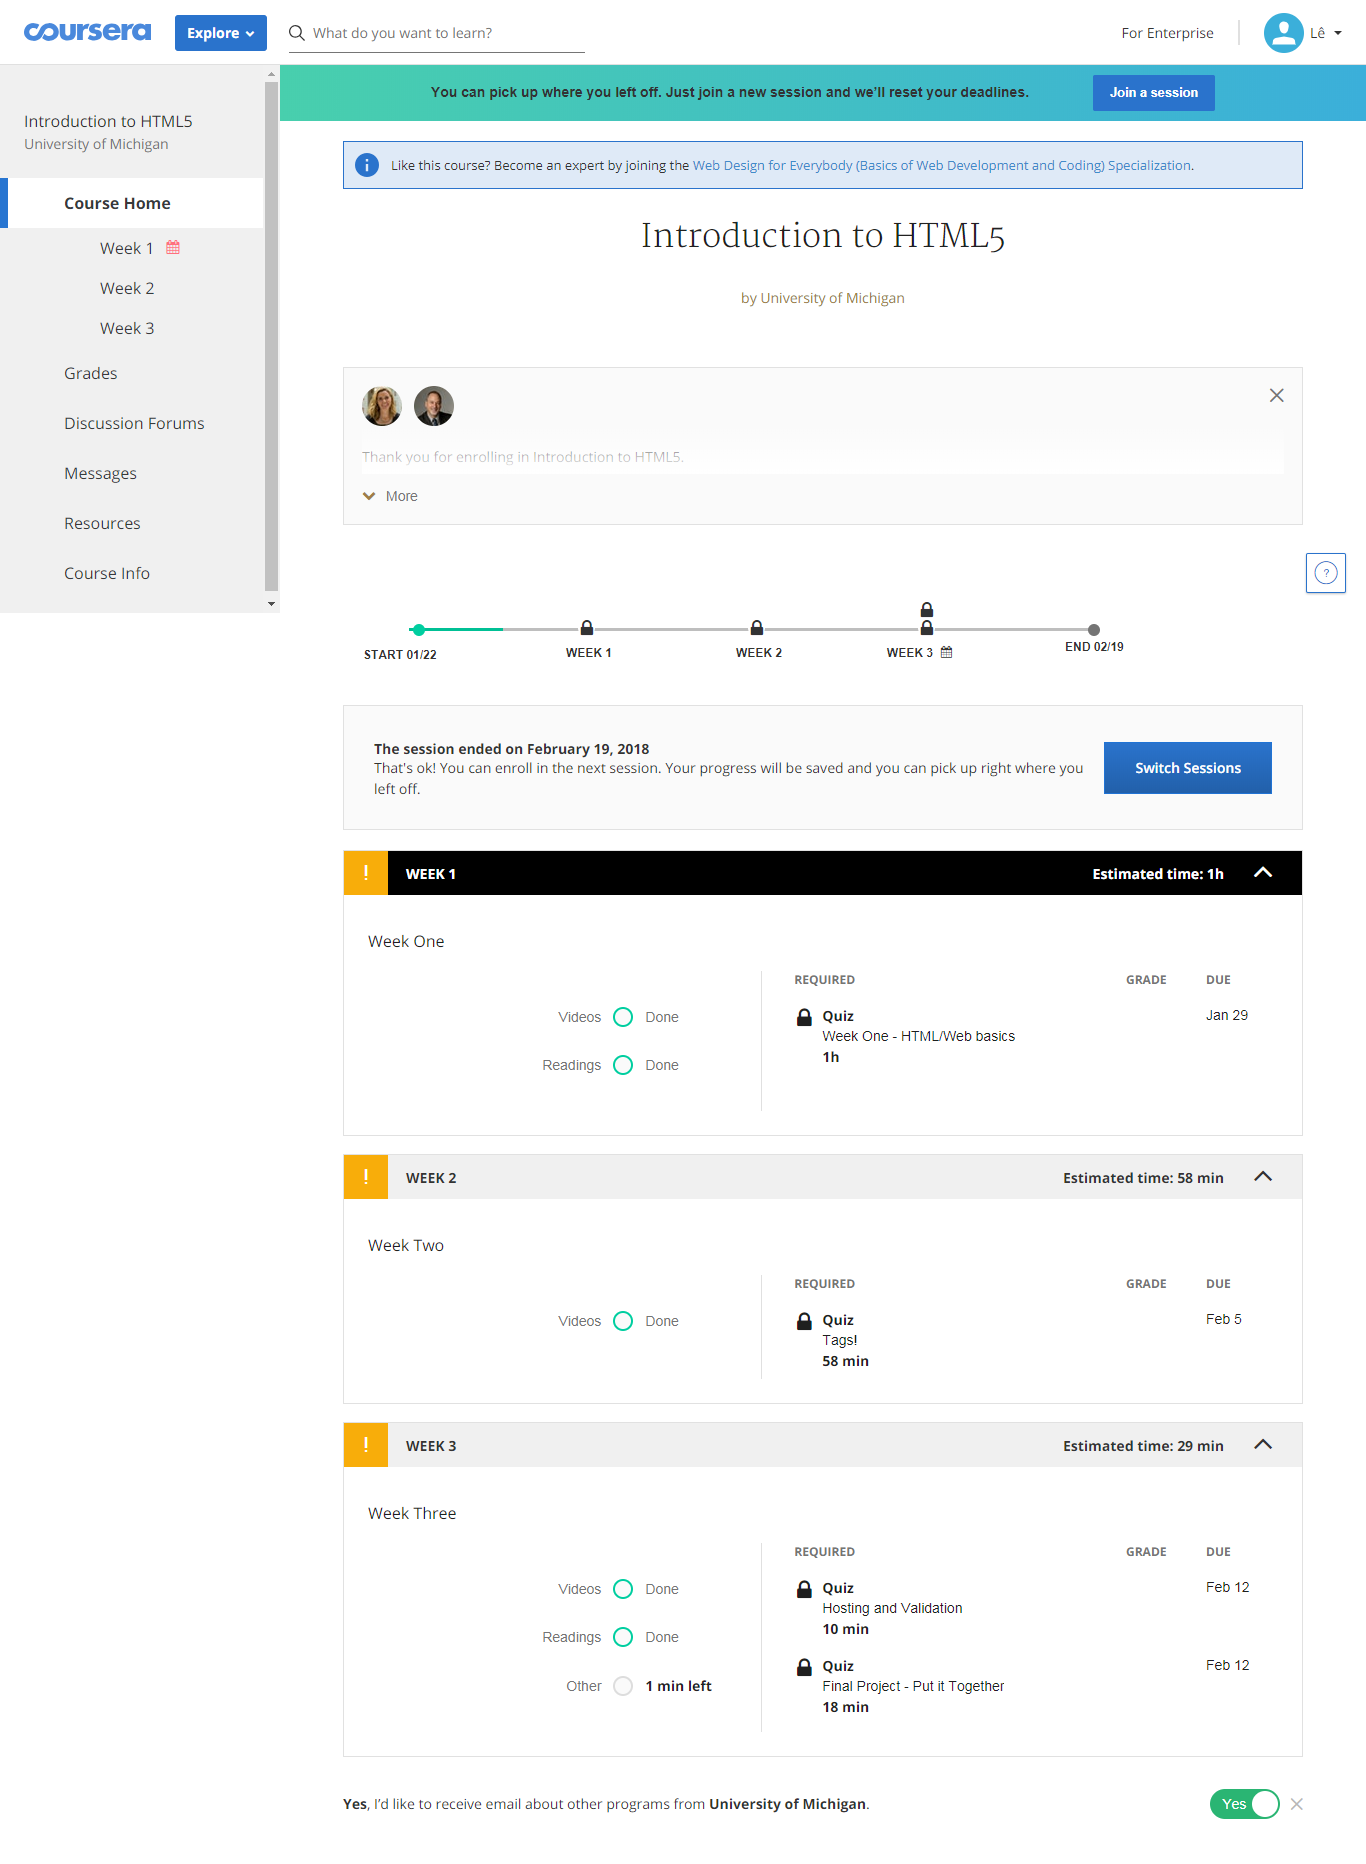 coursera
Explore
What do you want to learn?
For Enterprise
Lê
Introduction to HTML5
University of Michigan
Course Home
Week 1
Week 2
Week 3
Grades
Discussion Forums
Messages
Resources
Course Info
You can pick up where you left off. Just join a new session and we'll reset your deadlines.
Join a session
i
Like this course? Become an expert by joining the Web Design for Everybody (Basics of Web Development and Coding) Specialization.
Introduction to HTML5
by University of Michigan
Thank you for enrolling in Introduction to HTML5.
More
?
START 01/22
WEEK 1
WEEK 2
WEEK 3
END 02/19
The session ended on February 19, 2018
That's ok! You can enroll in the next session. Your progress will be saved and you can pick up right where you
left off.
Switch Sessions
! WEEK 1 Estimated time: 1h
Week One
Videos Done
Readings Done
REQUIRED GRADE DUE
Quiz Jan 29
Week One - HTML/Web basics
1h
! WEEK 2 Estimated time: 58 min
Week Two
Videos Done
REQUIRED GRADE DUE
Quiz Feb 5
Tags!
58 min
! WEEK 3 Estimated time: 29 min
Week Three
Videos Done
Readings Done
Other 1 min left
REQUIRED GRADE DUE
Quiz Feb 12
Hosting and Validation
10 min
Quiz Feb 12
Final Project - Put it Together
18 min
Yes, I'd like to receive email about other programs from University of Michigan.
Yes